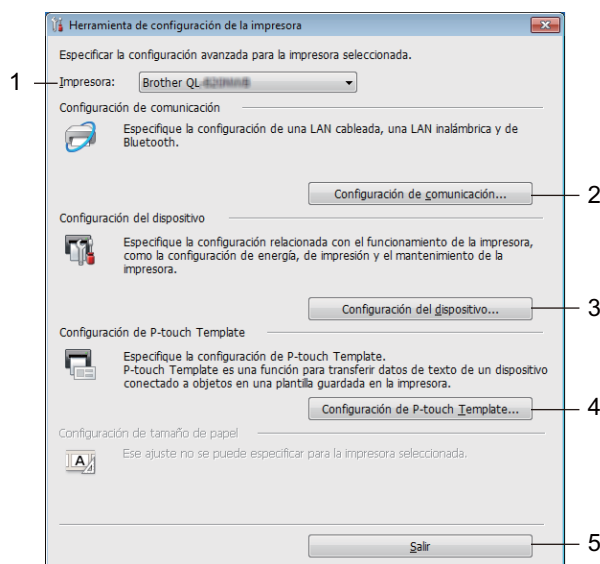 Herramienta de configuración de la impresora
Especificar la configuración avanzada para la impresora seleccionada.
1
Impresora: Brother QL
Configuración de comunicación
Especifique la configuración de una LAN cableada, una LAN inalámbrica y de
Bluetooth.
Configuración de comunicación...
2
Configuración del dispositivo
Especifique la configuración relacionada con el funcionamiento de la impresora,
como la configuración de energía, de impresión y el mantenimiento de la
impresora.
Configuración del dispositivo...
3
Configuración de P-touch Template
Especifique la configuración de P-touch Template.
P-touch Template es una función para transferir datos de texto de un dispositivo
conectado a objetos en una plantilla guardada en la impresora.
Configuración de P-touch Template...
4
Configuración de tamaño de papel
Ese ajuste no se puede especificar para la impresora seleccionada.
Salir
5